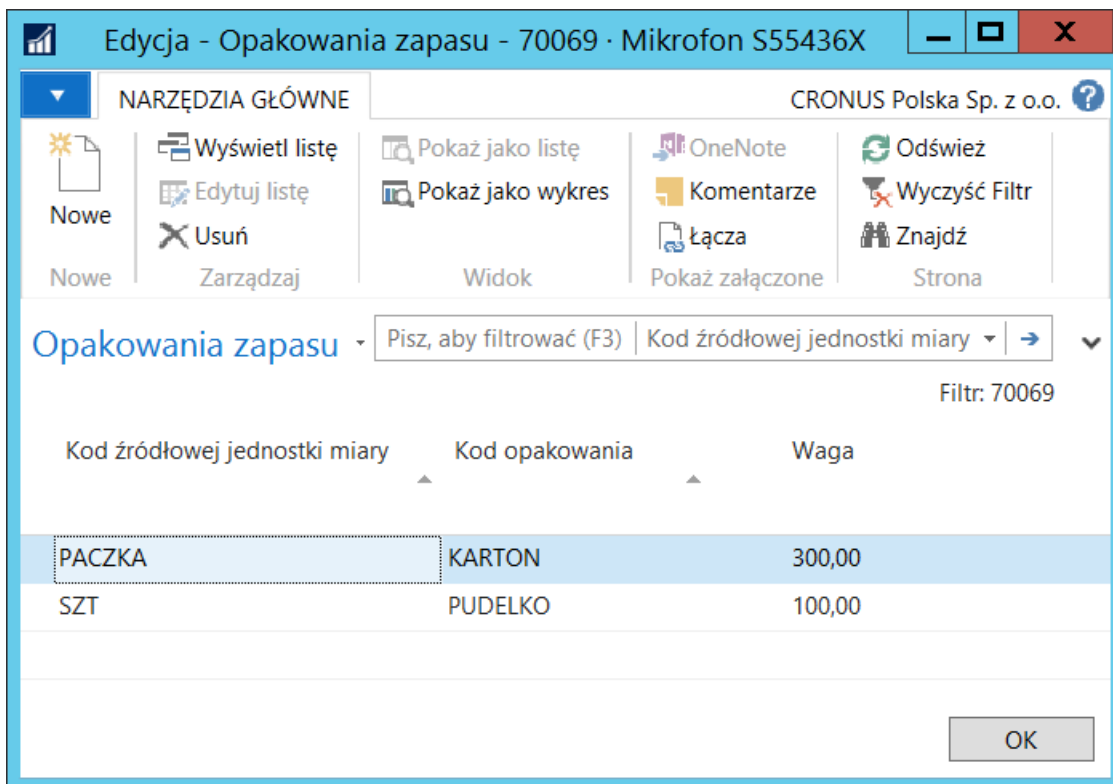 Edycja - Opakowania zapasu - 70069 · Mikrofon S55436X
NARZĘDZIA GŁÓWNE
CRONUS Polska Sp. z o.o.
Nowe
Wyświetl listę
Edytuj listę
Usuń
Pokaż jako listę
Pokaż jako wykres
OneNote
Komentarze
Łącza
Odśwież
Wyczyść Filtr
Znajdź
Nowe
Zarządzaj
Widok
Pokaż załączone
Strona
Opakowania zapasu
Pisz, aby filtrować (F3)
Kod źródłowej jednostki miary
Filtr: 70069
Kod źródłowej jednostki miary Kod opakowania Waga
PACZKA KARTON 300,00
SZT PUDELKO 100,00
OK